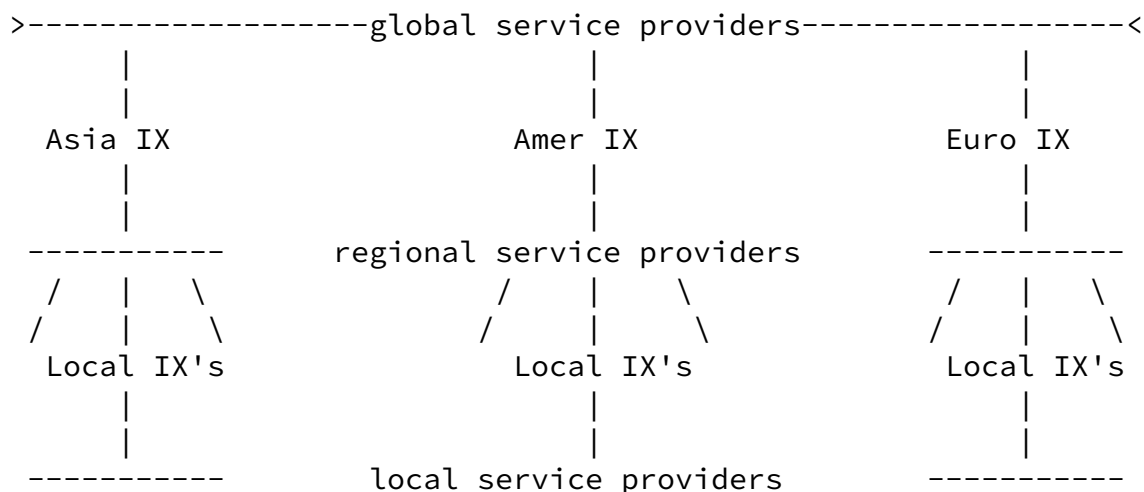 >-------------------global service providers------------------<
Asia IX Amer IX Euro IX
----------- regional service providers -----------
Local IX's Local IX's Local IX's
----------- local service providers -----------